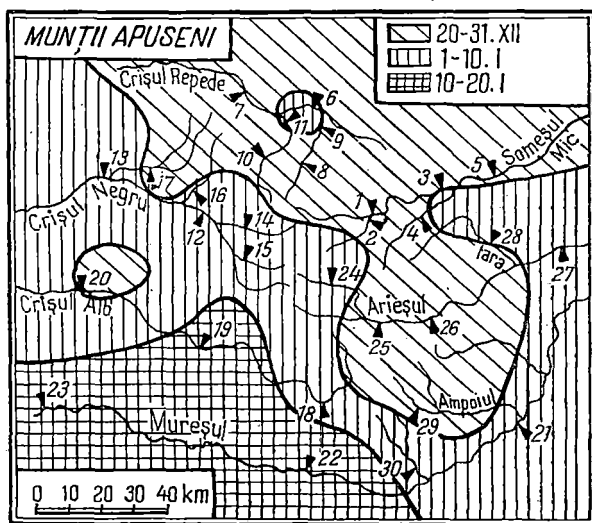 MUNȚII APUSENI
20-31. XII
1-10. I
10-20. I
Crișul Repede
6
7
11
9
Someșul
Mic
5
3
13
10
8
17
16
Crișul Negru
12
14
1
2
4
28
Iara
15
27
24
20
Crișul Alb
Arieșul
26
25
19
23
Mureșul
Ampoiul
18
29
21
22
30
0 10 20 30 40 km